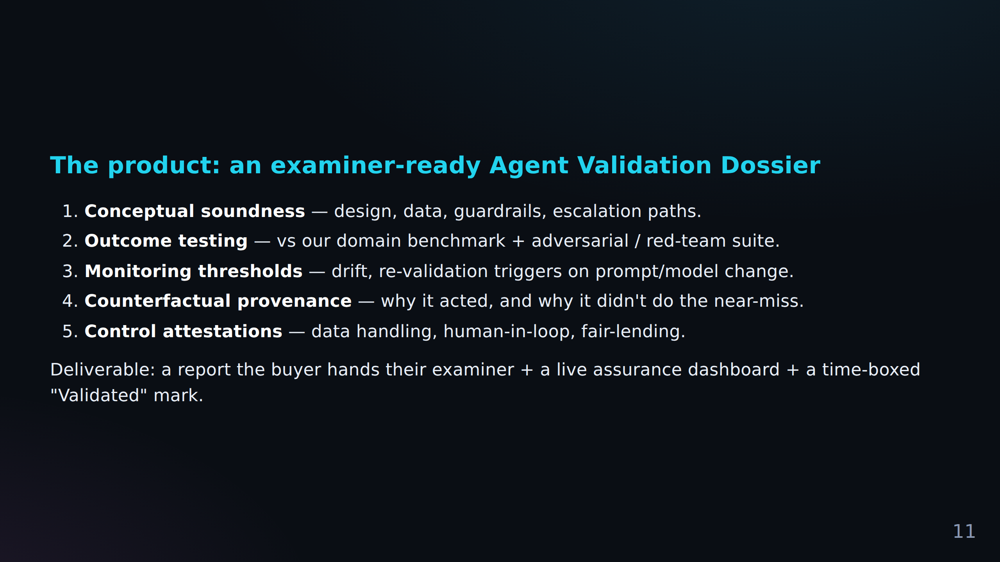 The product: an examiner-ready Agent Validation Dossier
1. Conceptual soundness — design, data, guardrails, escalation paths.
2. Outcome testing — vs our domain benchmark + adversarial / red-team suite.
3. Monitoring thresholds — drift, re-validation triggers on prompt/model change.
4. Counterfactual provenance — why it acted, and why it didn't do the near-miss.
5. Control attestations — data handling, human-in-loop, fair-lending.
Deliverable: a report the buyer hands their examiner + a live assurance dashboard + a time-boxed
"Validated" mark.
11